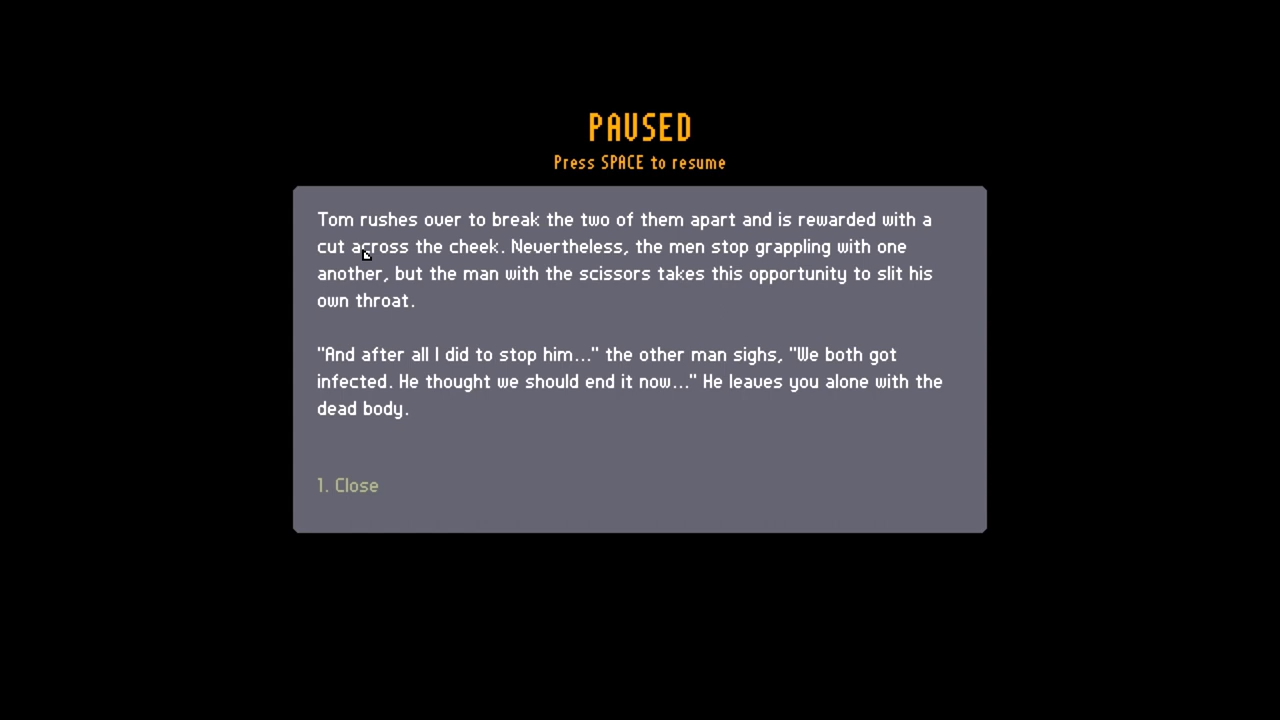 PAUSED
Press SPACE to resume
Tom rushes over to break the two of them apart and is rewarded with a
cut across the cheek. Nevertheless, the men stop grappling with one
another, but the man with the scissors takes this opportunity to slit his
own throat.
"And after all I did to stop him..." the other man sighs, "We both got
infected. He thought we should end it now..." He leaves you alone with the
dead body.
1. Close